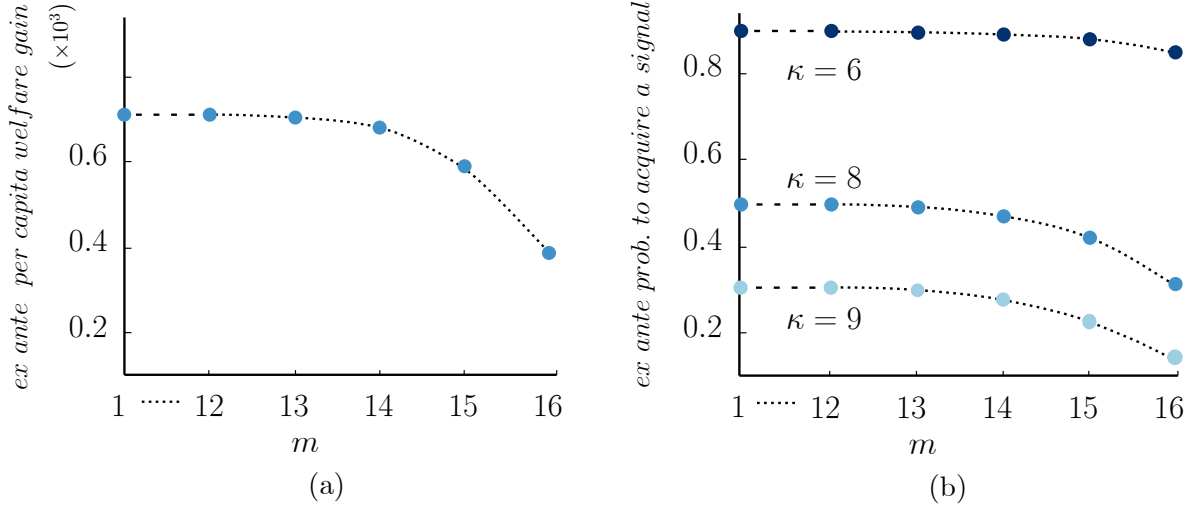 ex ante per capita welfare gain
(×10³)
0.6
0.4
0.2
1 ...... 12 13 14 15 16
m
(a)
ex ante prob. to acquire a signal
0.8
0.6
0.4
0.2
κ = 6
κ = 8
κ = 9
1 ...... 12 13 14 15 16
m
(b)